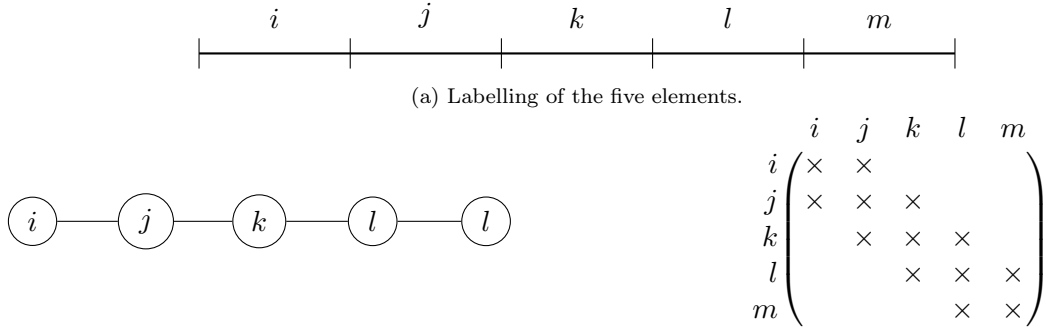 i j k l m
(a) Labelling of the five elements.
i j k l l
i j k l m
i × ×
j × × ×
k × × ×
l × × ×
m × ×